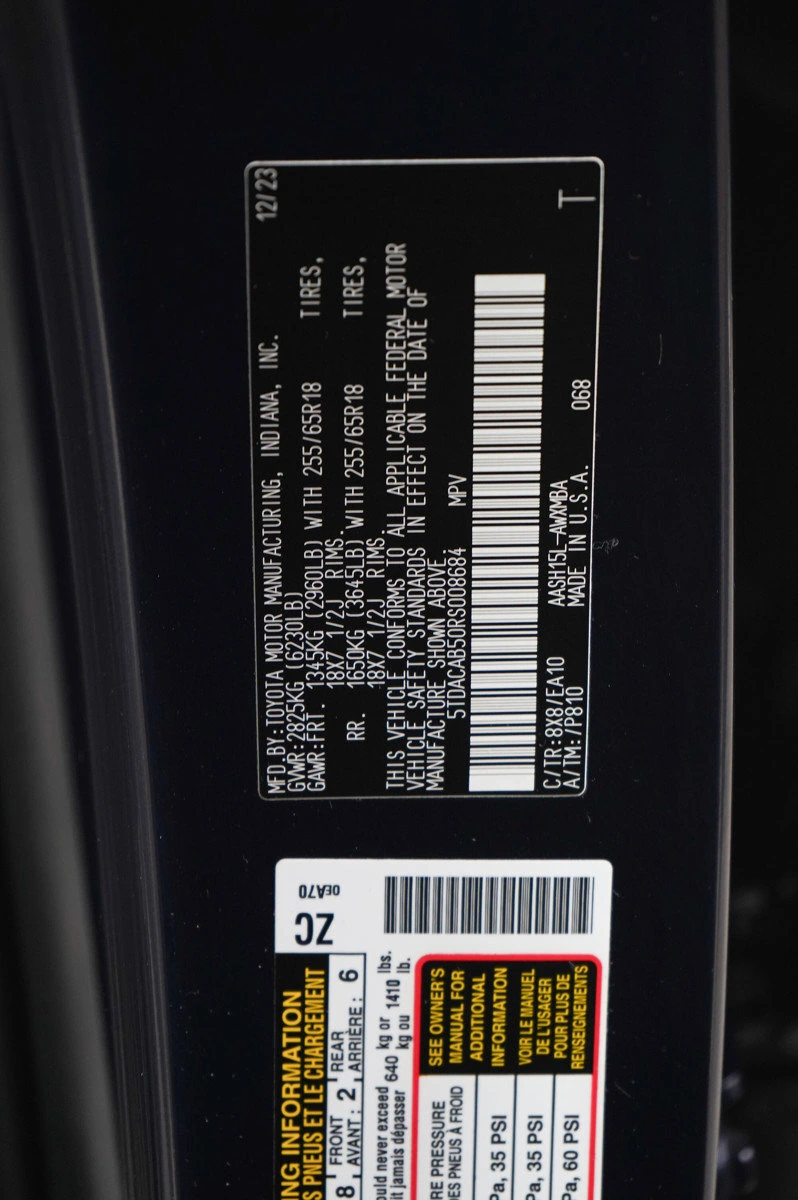 MFD.BY:TOYOTA MOTOR MANUFACTURING, INDIANA, INC. 12/23
GVWR:2825KG (6230LB)
GAWR:FRT. 1345KG (2960LB) WITH 255/65R18 TIRES,
18X7 1/2J RIMS.
RR. 1650KG (3645LB) WITH 255/65R18 TIRES,
18X7 1/2J RIMS.
THIS VEHICLE CONFORMS TO ALL APPLICABLE FEDERAL MOTOR
VEHICLE SAFETY STANDARDS IN EFFECT ON THE DATE OF
MANUFACTURE SHOWN ABOVE.
5TDACAB50RS008684 MPV
C/TR:8X8/EA10 AASH15L-AWXMBA 068 T
A/TM:/P810 MADE IN U.S.A.
0EA70
ZC
ING INFORMATION
S PNEUS ET LE CHARGEMENT
8 FRONT AVANT : 2 REAR ARRIÈRE : 6
ould never exceed 640 kg or 1410 lbs.
it jamais dépasser kg ou lb.
RE PRESSURE
DES PNEUS À FROID
Pa, 35 PSI
Pa, 35 PSI
Pa, 60 PSI
SEE OWNER'S
MANUAL FOR
ADDITIONAL
INFORMATION
VOIR LE MANUEL
DE L'USAGER
POUR PLUS DE
RENSEIGNEMENTS